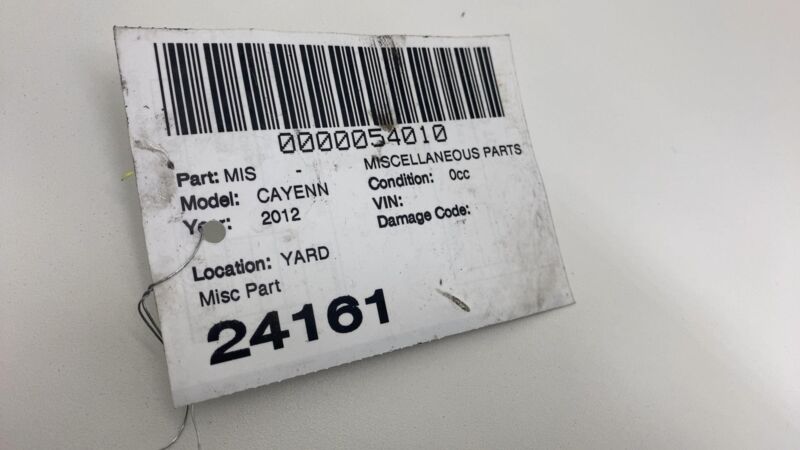 0000054010
Part: MIS - MISCELLANEOUS PARTS
Model: CAYENN Condition: 0cc
Year: 2012 VIN:
Damage Code:
Location: YARD
Misc Part
24161